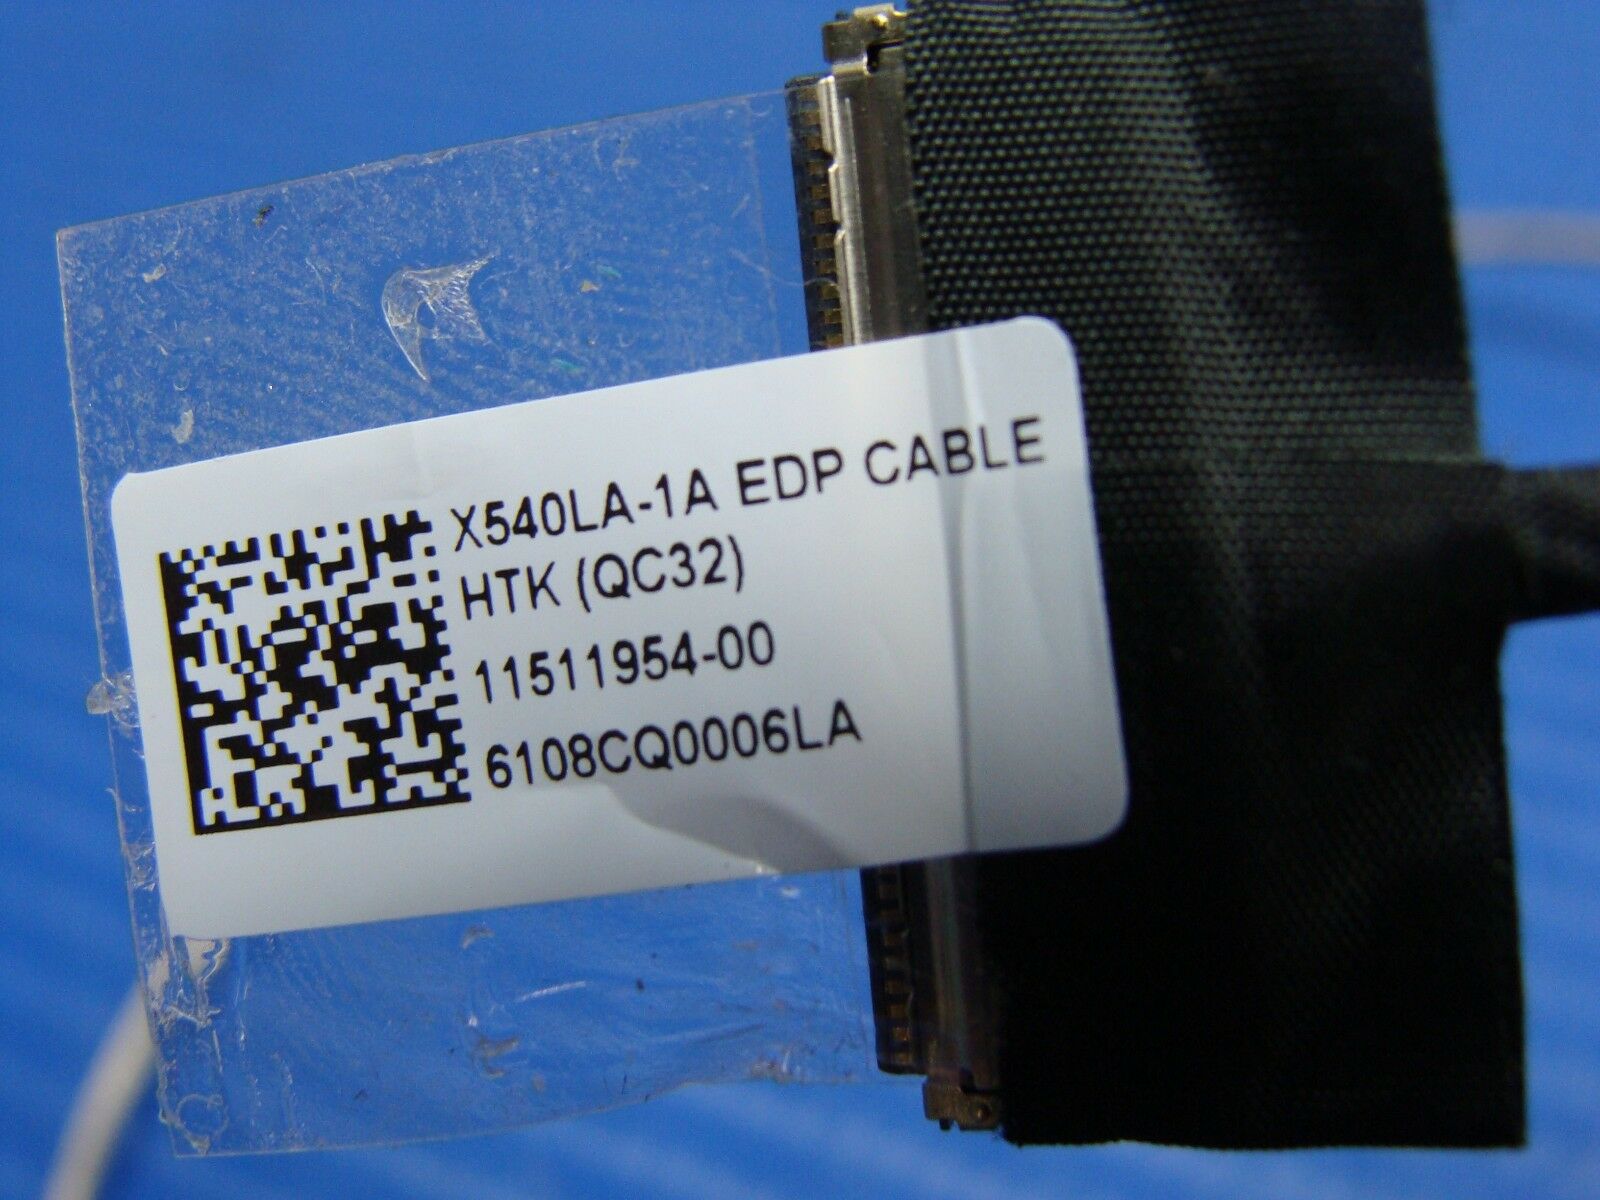 X540LA-1A EDP CABLE
HTK (QC32)
11511954-00
6108CQ0006LA